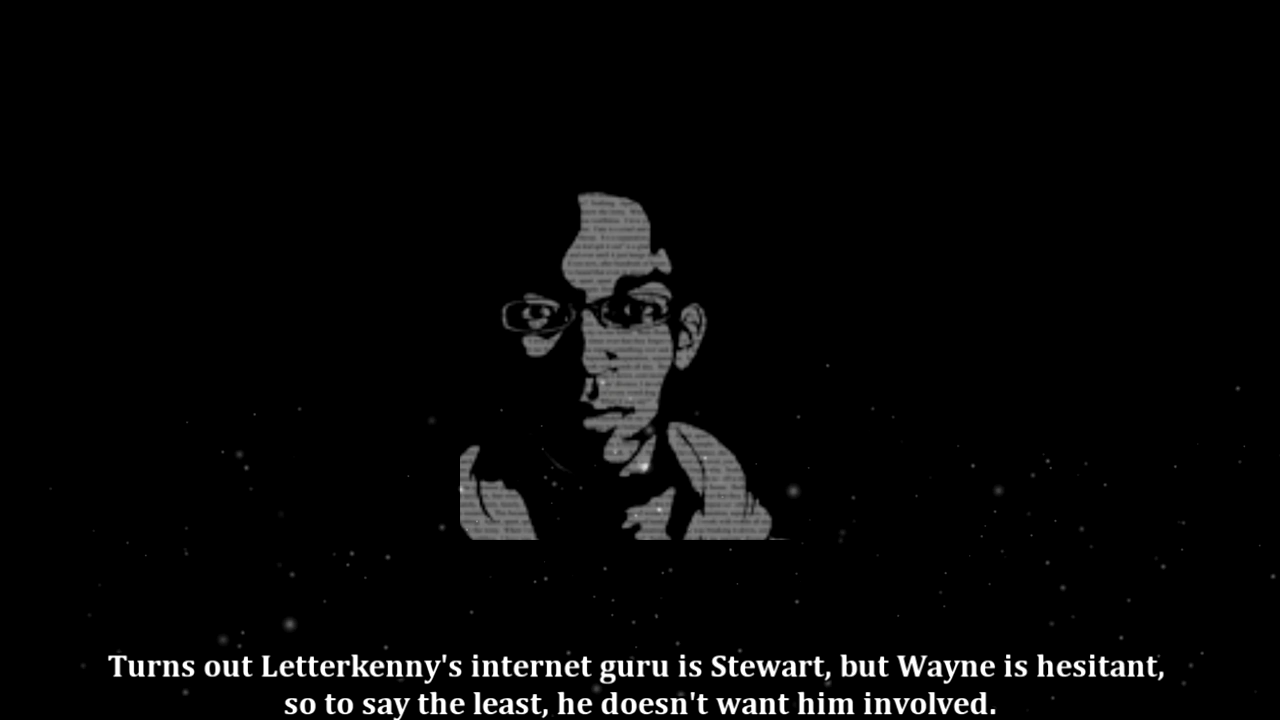 Turns out Letterkenny's internet guru is Stewart, but Wayne is hesitant,
so to say the least, he doesn't want him involved.